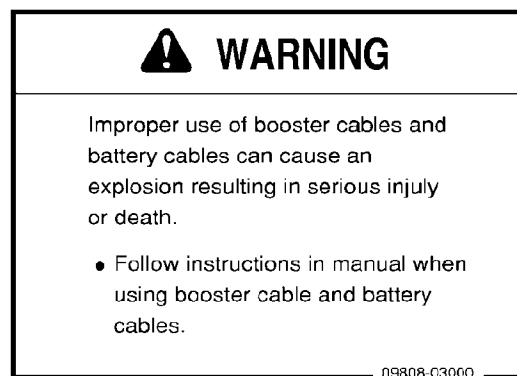 WARNING
Improper use of booster cables and
battery cables can cause an
explosion resulting in serious injuly
or death.
• Follow instructions in manual when
using booster cable and battery
cables.
09808-03000